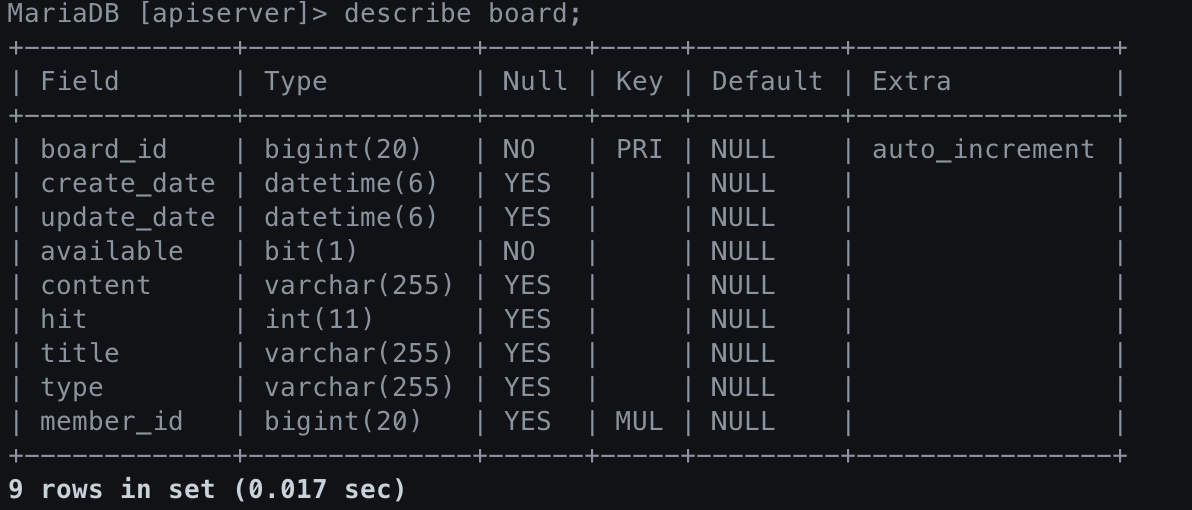 MariaDB [apiserver]> describe board;
+-------------+--------------+------+-----+---------+----------------+
| Field       | Type         | Null | Key | Default | Extra          |
+-------------+--------------+------+-----+---------+----------------+
| board_id    | bigint(20)   | NO   | PRI | NULL    | auto_increment |
| create_date | datetime(6)  | YES  |     | NULL    |                |
| update_date | datetime(6)  | YES  |     | NULL    |                |
| available   | bit(1)       | NO   |     | NULL    |                |
| content     | varchar(255) | YES  |     | NULL    |                |
| hit         | int(11)      | YES  |     | NULL    |                |
| title       | varchar(255) | YES  |     | NULL    |                |
| type        | varchar(255) | YES  |     | NULL    |                |
| member_id   | bigint(20)   | YES  | MUL | NULL    |                |
+-------------+--------------+------+-----+---------+----------------+
9 rows in set (0.017 sec)